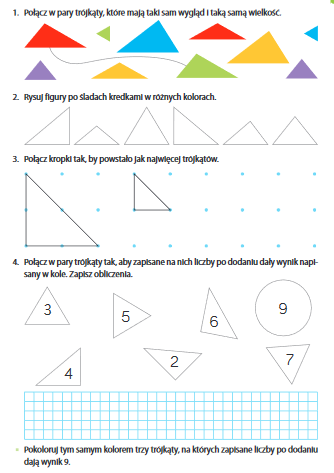 1. Połącz w pary trójkąty, które mają taki sam wygląd i taką samą wielkość.
2. Rysuj figury po śladach kredkami w różnych kolorach.
3. Połącz kropki tak, by powstało jak najwięcej trójkątów.
4. Połącz w pary trójkąty tak, aby zapisane na nich liczby po dodaniu dały wynik napi-
sany w kole. Zapisz obliczenia.
3 5 6 9
4 2 7
Pokoloruj tym samym kolorem trzy trójkąty, na których zapisane liczby po dodaniu
dają wynik 9.